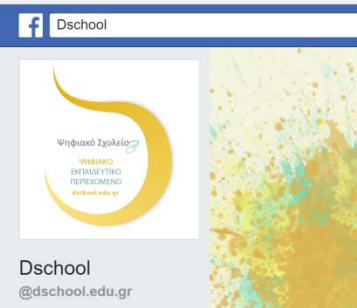 Dschool
Ψηφιακό Σχολείο
ΨΗΦΙΑΚΟ
ΕΚΠΑΙΔΕΥΤΙΚΟ
ΠΕΡΙΕΧΟΜΕΝΟ
dschool.edu.gr
Dschool
@dschool.edu.gr